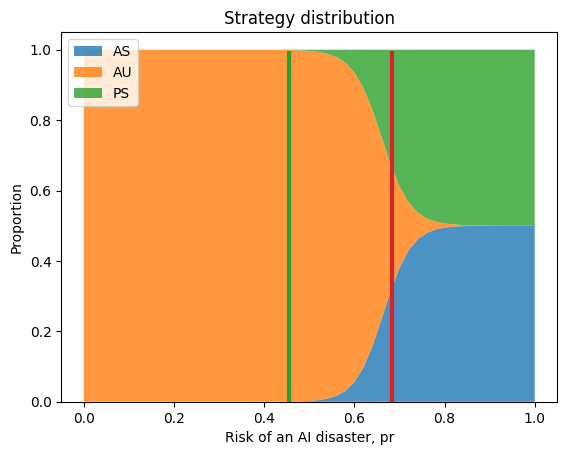 Strategy distribution
AS
AU
PS
1.0
0.8
0.6
0.4
0.2
0.0
Proportion
0.0 0.2 0.4 0.6 0.8 1.0
Risk of an AI disaster, pr